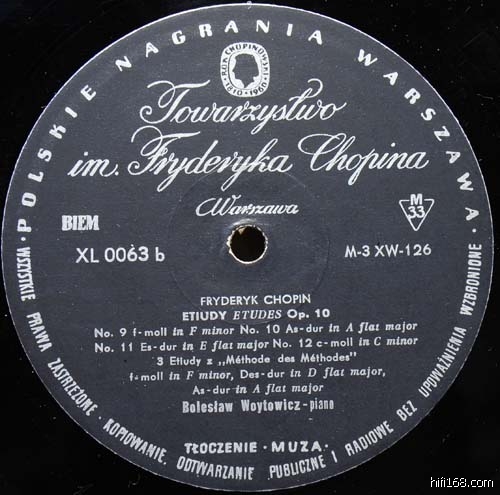 POLSKIE NAGRANIA WARSZAWA
ROK CHOPINOWSKI
1810 1960
Towarzystwo
im. Fryderyka Chopina
Warszawa
BIEM
M
33
XL 0063 b
M-3 XW-126
FRYDERYK CHOPIN
ETIUDY ETUDES Op. 10
No. 9 f-moll in F minor No. 10 As-dur in A flat major
No. 11 Es-dur in E flat major No. 12 c-moll in C minor
3 Etiudy z „Méthode des Méthodes"
f-moll in F minor, Des-dur in D flat major,
As-dur in A flat major
Bolesław Woytowicz - piano
TŁOCZENIE · MUZA ·
· WSZYSTKIE PRAWA ZASTRZEŻONE · KOPIOWANIE, ODTWARZANIE PUBLICZNE I RADIOWE BEZ UPOWAŻNIENIA WZBRONIONE ·
hifi168.com